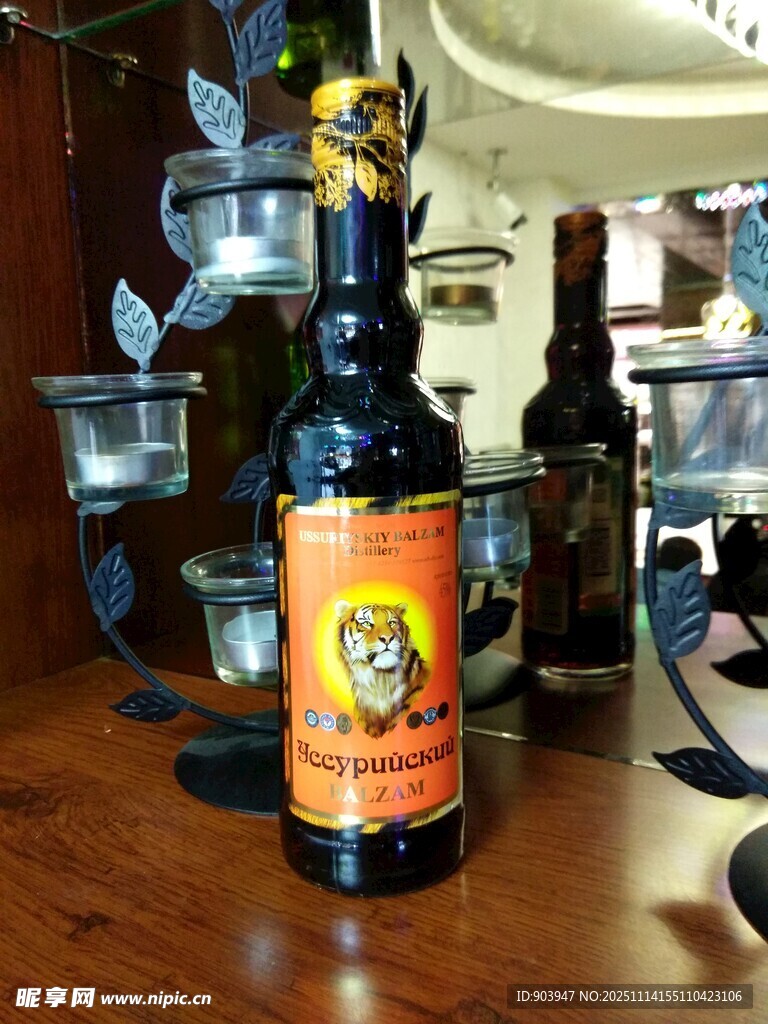 USSURIYSKIY BALZAM
Distillery
Уссурийский
BALZAM
昵享网 www.nipic.cn
ID:903947 NO:20251114155110423106